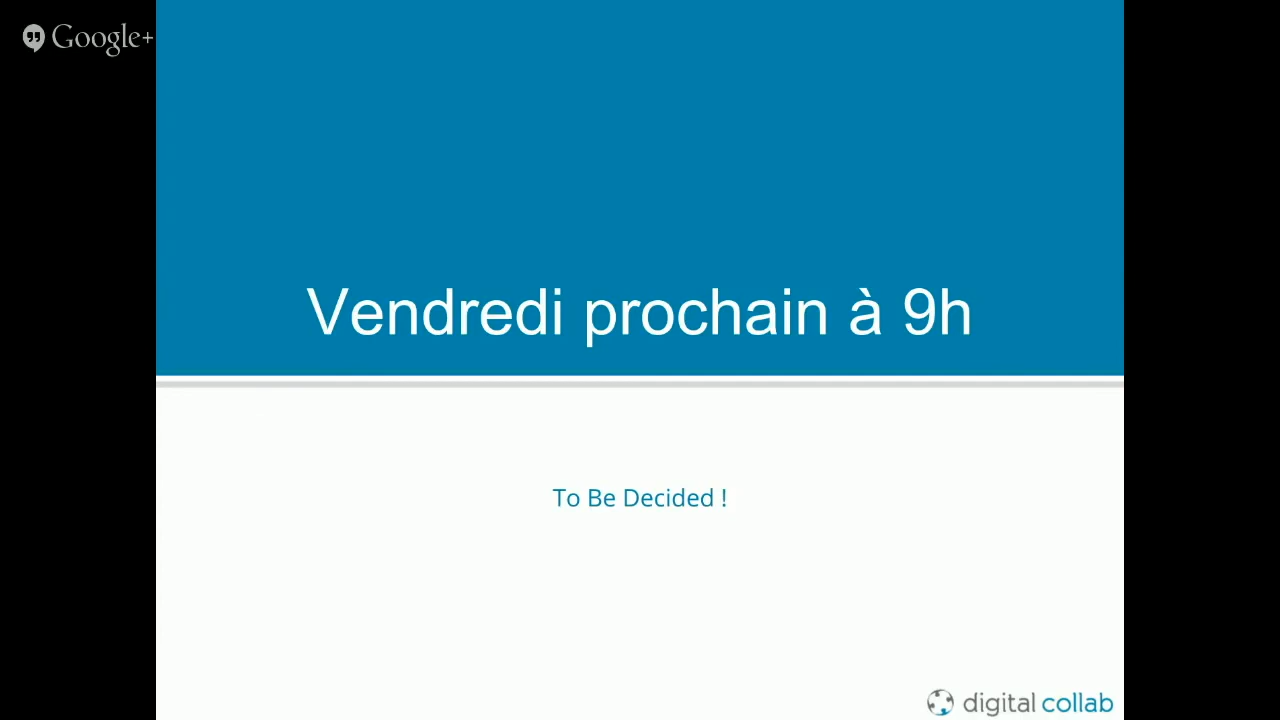 Google+
Vendredi prochain à 9h
To Be Decided !
digital collab